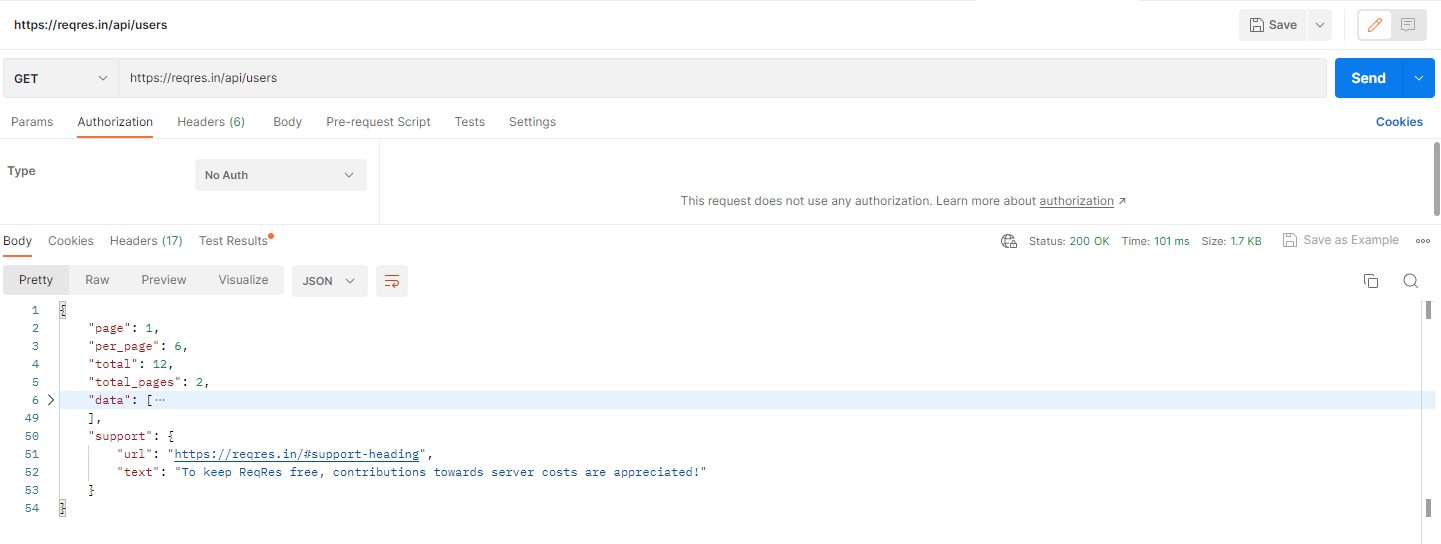 https://reqres.in/api/users
Save
GET
https://reqres.in/api/users
Send
Params Authorization Headers (6) Body Pre-request Script Tests Settings Cookies
Type
No Auth
This request does not use any authorization. Learn more about authorization ↗
Body Cookies Headers (17) Test Results Status: 200 OK Time: 101 ms Size: 1.7 KB Save as Example
Pretty Raw Preview Visualize JSON
1 {
2 "page": 1,
3 "per_page": 6,
4 "total": 12,
5 "total_pages": 2,
6 "data": [···
49 ],
50 "support": {
51 "url": "https://reqres.in/#support-heading",
52 "text": "To keep ReqRes free, contributions towards server costs are appreciated!"
53 }
54 }